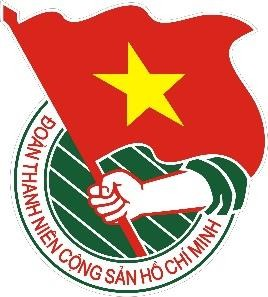 ĐOÀN THANH NIÊN CỘNG SẢN HỒ CHÍ MINH